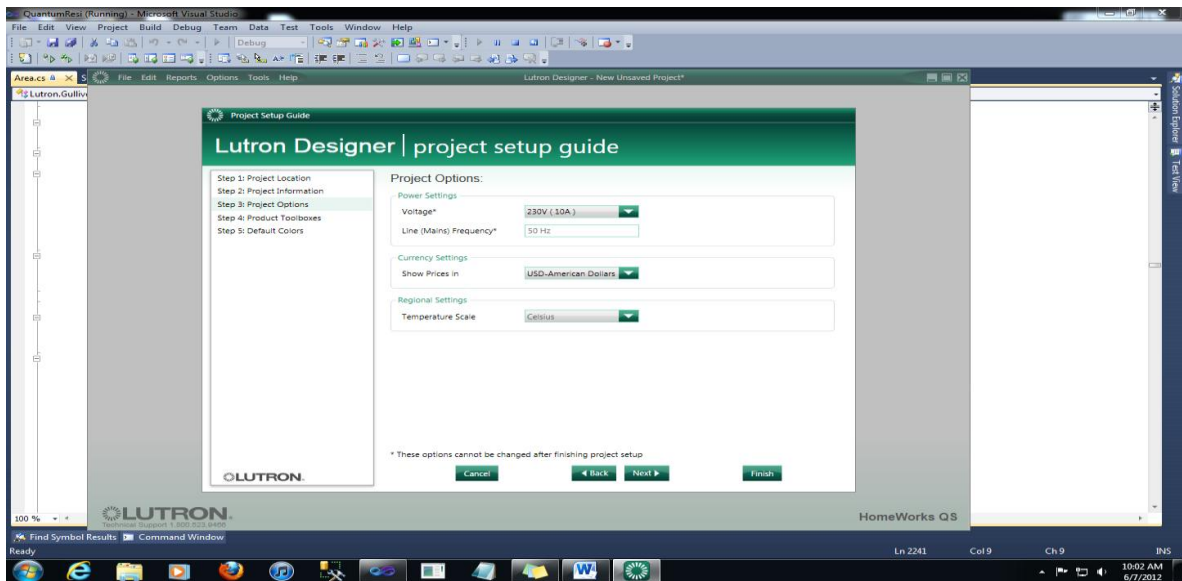 QuantumResi (Running) - Microsoft Visual Studio
File Edit View Project Build Debug Team Data Test Tools Window Help
Debug
Area.cs
File Edit Reports Options Tools Help
Lutron Designer - New Unsaved Project*
Lutron.Gulliv
Solution Explorer
Test View
Project Setup Guide
Lutron Designer | project setup guide
Step 1: Project Location
Step 2: Project Information
Step 3: Project Options
Step 4: Product Toolboxes
Step 5: Default Colors
Project Options:
Power Settings
Voltage* 230V ( 10A )
Line (Mains) Frequency* 50 Hz
Currency Settings
Show Prices in USD-American Dollars
Regional Settings
Temperature Scale Celsius
* These options cannot be changed after finishing project setup
Cancel Back Next Finish
LUTRON
LUTRON
Technical Support 1.800.523.9466
HomeWorks QS
100 %
Find Symbol Results Command Window
Ready Ln 2241 Col 9 Ch 9 INS
10:02 AM
6/7/2012